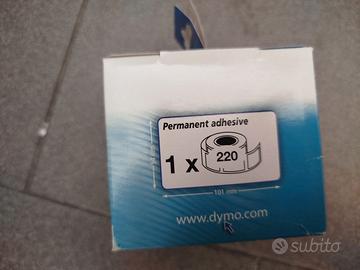 Permanent adhesive
1 x 220
101 mm
www.dymo.com
subito